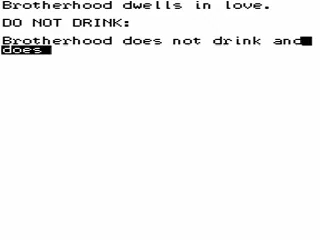 Brotherhood dwells in love.
DO NOT DRINK:
Brotherhood does not drink and
does